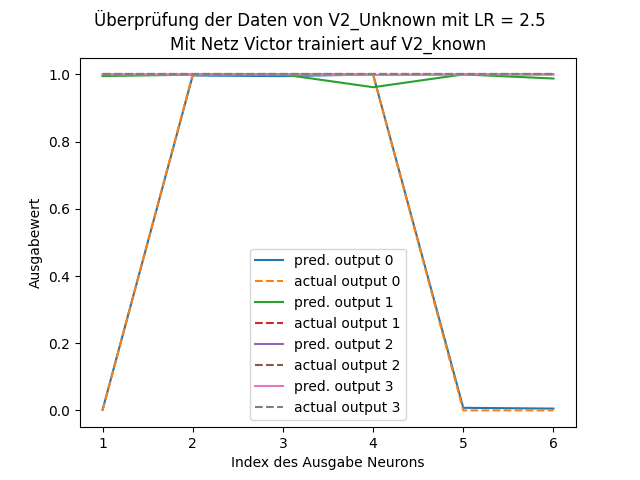 Überprüfung der Daten von V2_Unknown mit LR = 2.5
Mit Netz Victor trainiert auf V2_known
1.0
0.8
0.6
0.4
0.2
0.0
Ausgabewert
pred. output 0
actual output 0
pred. output 1
actual output 1
pred. output 2
actual output 2
pred. output 3
actual output 3
1 2 3 4 5 6
Index des Ausgabe Neurons